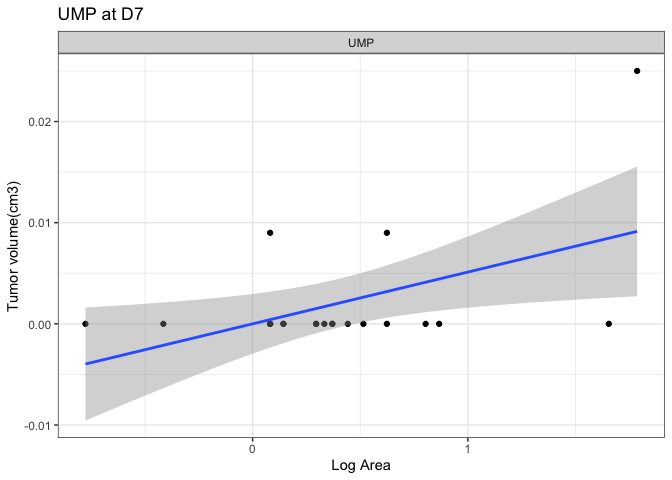 UMP at D7
UMP
0.02
0.01
0.00
-0.01
Tumor volume(cm3)
0 1
Log Area